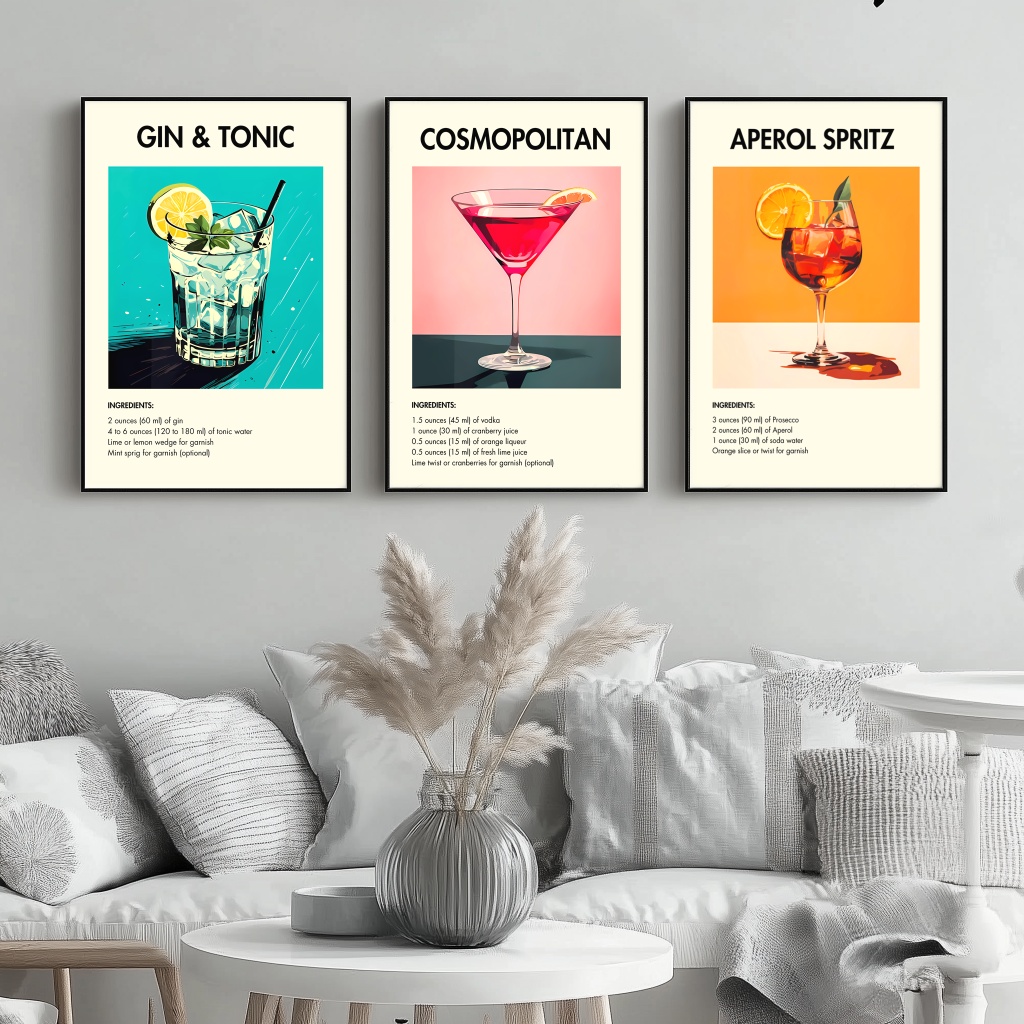 GIN & TONIC
INGREDIENTS:
2 ounces (60 ml) of gin
4 to 6 ounces (120 to 180 ml) of tonic water
Lime or lemon wedge for garnish
Mint sprig for garnish (optional)
COSMOPOLITAN
INGREDIENTS:
1.5 ounces (45 ml) of vodka
1 ounce (30 ml) of cranberry juice
0.5 ounces (15 ml) of orange liqueur
0.5 ounces (15 ml) of fresh lime juice
Lime twist or cranberries for garnish (optional)
APEROL SPRITZ
INGREDIENTS:
3 ounces (90 ml) of Prosecco
2 ounces (60 ml) of Aperol
1 ounce (30 ml) of soda water
Orange slice or twist for garnish